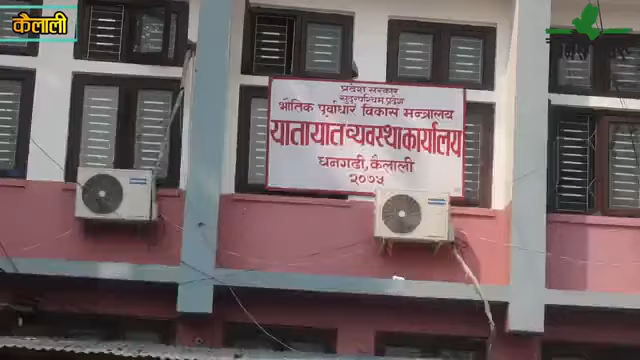 कैलाली
प्रदेश सरकार
सुदूरपश्चिम प्रदेश
भौतिक पूर्वाधार विकास मन्त्रालय
यातायात व्यवस्था कार्यालय
धनगढी, कैलाली
२०७५